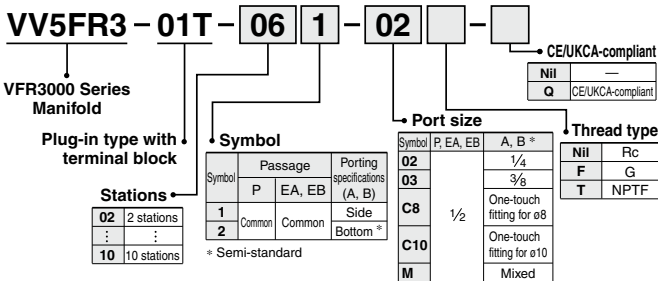 VV5FR3-01T-06 1-02 -
CE/UKCA-compliant
Nil —
Q CE/UKCA-compliant
VFR3000 Series
Manifold
Plug-in type with
terminal block
Stations
02 2 stations
⋮ ⋮
10 10 stations
Symbol
Symbol Passage Porting specifications (A, B)
P EA, EB
1 Common Common Side
2 Bottom *
* Semi-standard
Port size
Symbol P, EA, EB A, B *
02 1/2 1/4
03 3/8
C8 One-touch
fitting for ø8
C10 One-touch
fitting for ø10
M Mixed
Thread type
Nil Rc
F G
T NPTF